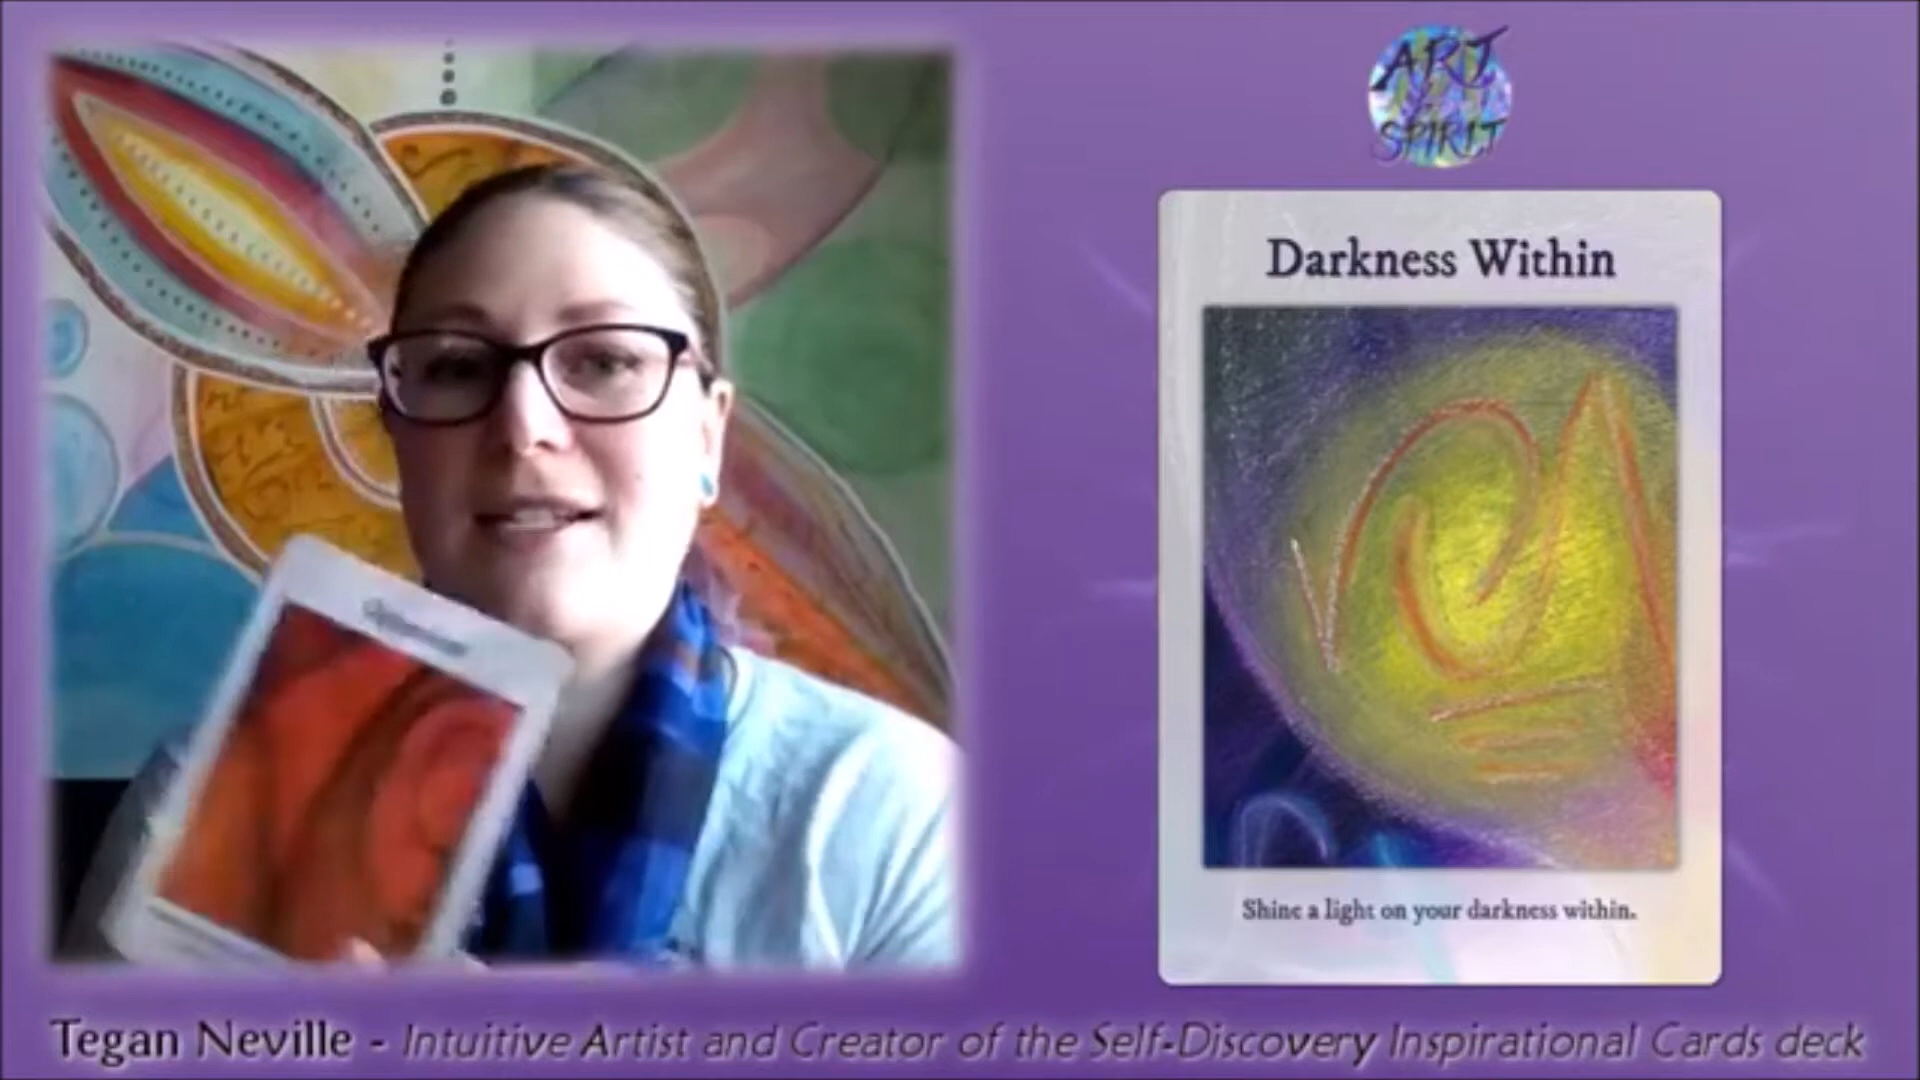 ART
SPIRIT
Darkness Within
Shine a light on your darkness within.
Tegan Neville - Intuitive Artist and Creator of the Self-Discovery Inspirational Cards deck